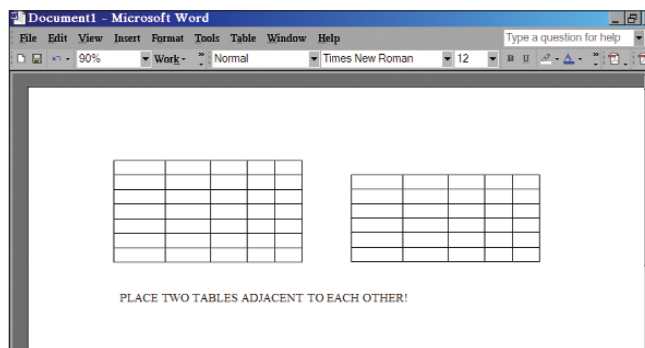 Document1 - Microsoft Word
File Edit View Insert Format Tools Table Window Help Type a question for help
90% Work Normal Times New Roman 12 B U A
PLACE TWO TABLES ADJACENT TO EACH OTHER!